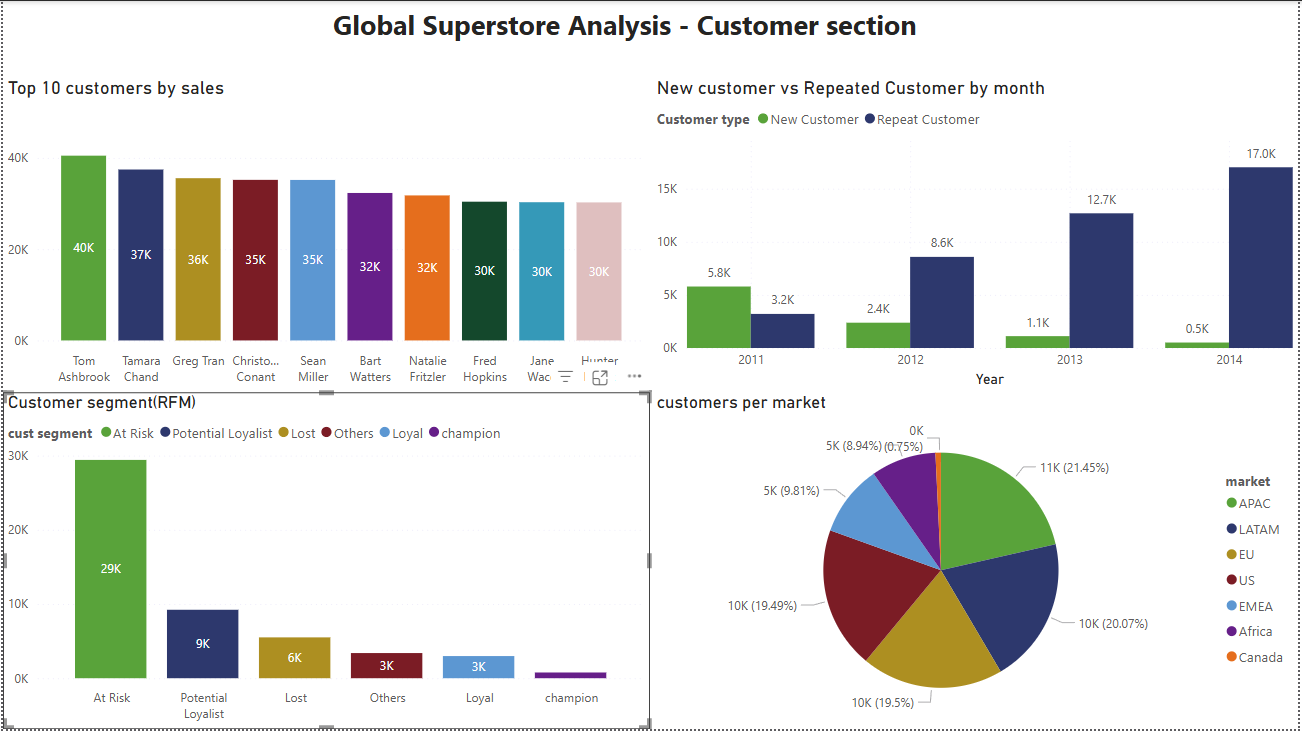 Global Superstore Analysis - Customer section
Top 10 customers by sales
40K
20K
0K
40K
37K
36K
35K
35K
32K
32K
30K
30K
30K
Tom Ashbrook
Tamara Chand
Greg Tran
Christo... Conant
Sean Miller
Bart Watters
Natalie Fritzler
Fred Hopkins
Jane
Hunter
New customer vs Repeated Customer by month
Customer type New Customer Repeat Customer
15K
10K
5K
0K
5.8K
3.2K
2.4K
8.6K
1.1K
12.7K
0.5K
17.0K
2011
2012
2013
2014
Year
Customer segment(RFM)
cust segment At Risk Potential Loyalist Lost Others Loyal champion
30K
20K
10K
0K
29K
9K
6K
3K
3K
At Risk
Potential Loyalist
Lost
Others
Loyal
champion
customers per market
0K
(0.75%)
5K (8.94%)
5K (9.81%)
10K (19.49%)
10K (19.5%)
10K (20.07%)
11K (21.45%)
market
APAC
LATAM
EU
US
EMEA
Africa
Canada